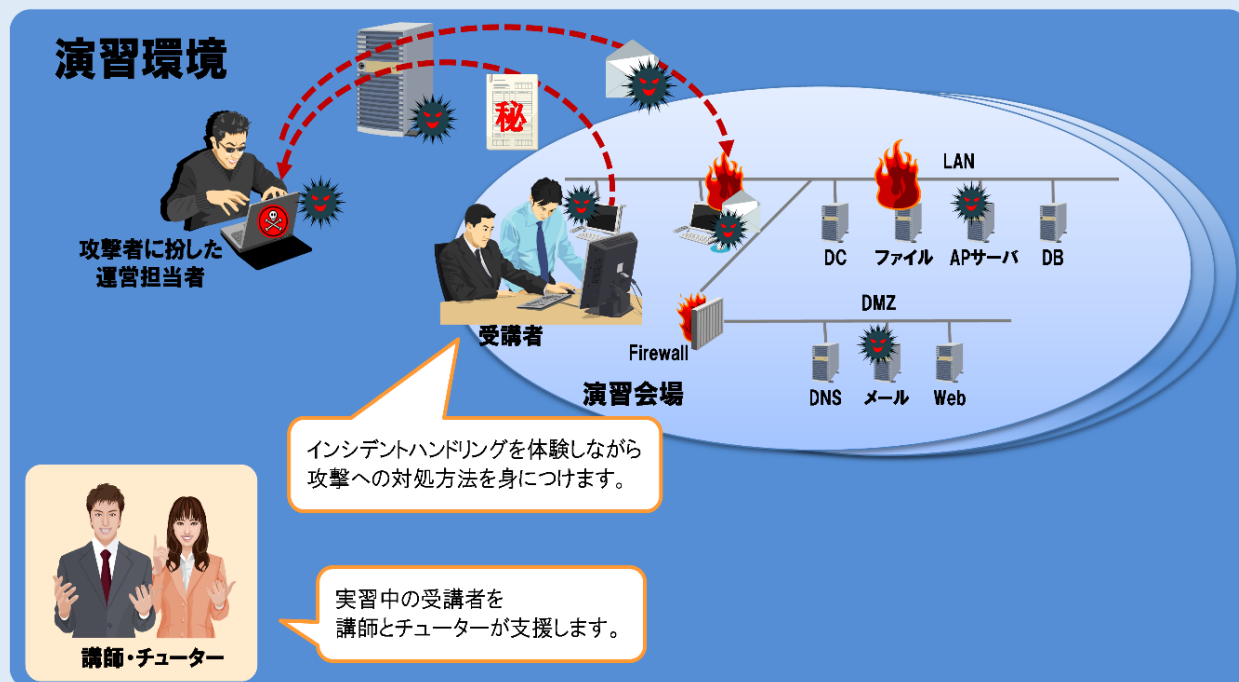 演習環境
秘
LAN
攻撃者に扮した
運営担当者
DC
ファイル
APサーバ
DB
DMZ
受講者
Firewall
演習会場
DNS
メール
Web
インシデントハンドリングを体験しながら
攻撃への対処方法を身につけます。
実習中の受講者を
講師とチューターが支援します。
講師・チューター